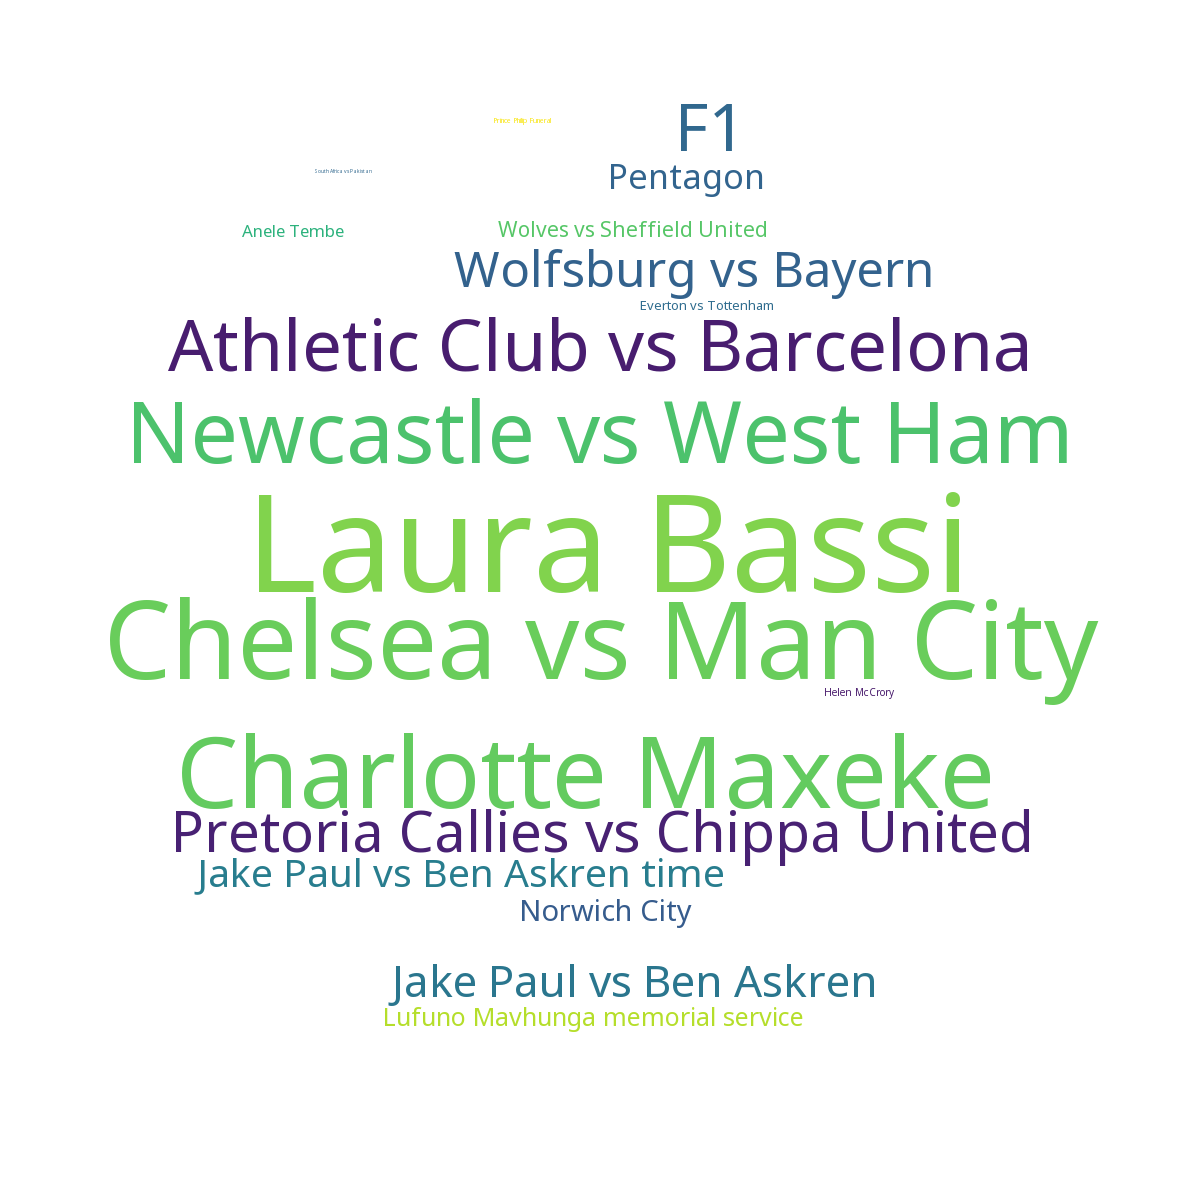 F1
Prince Philip Funeral
South Africa vs Pakistan
Pentagon
Anele Tembe
Wolves vs Sheffield United
Wolfsburg vs Bayern
Everton vs Tottenham
Athletic Club vs Barcelona
Newcastle vs West Ham
Laura Bassi
Chelsea vs Man City
Helen McCrory
Charlotte Maxeke
Pretoria Callies vs Chippa United
Jake Paul vs Ben Askren time
Norwich City
Jake Paul vs Ben Askren
Lufuno Mavhunga memorial service